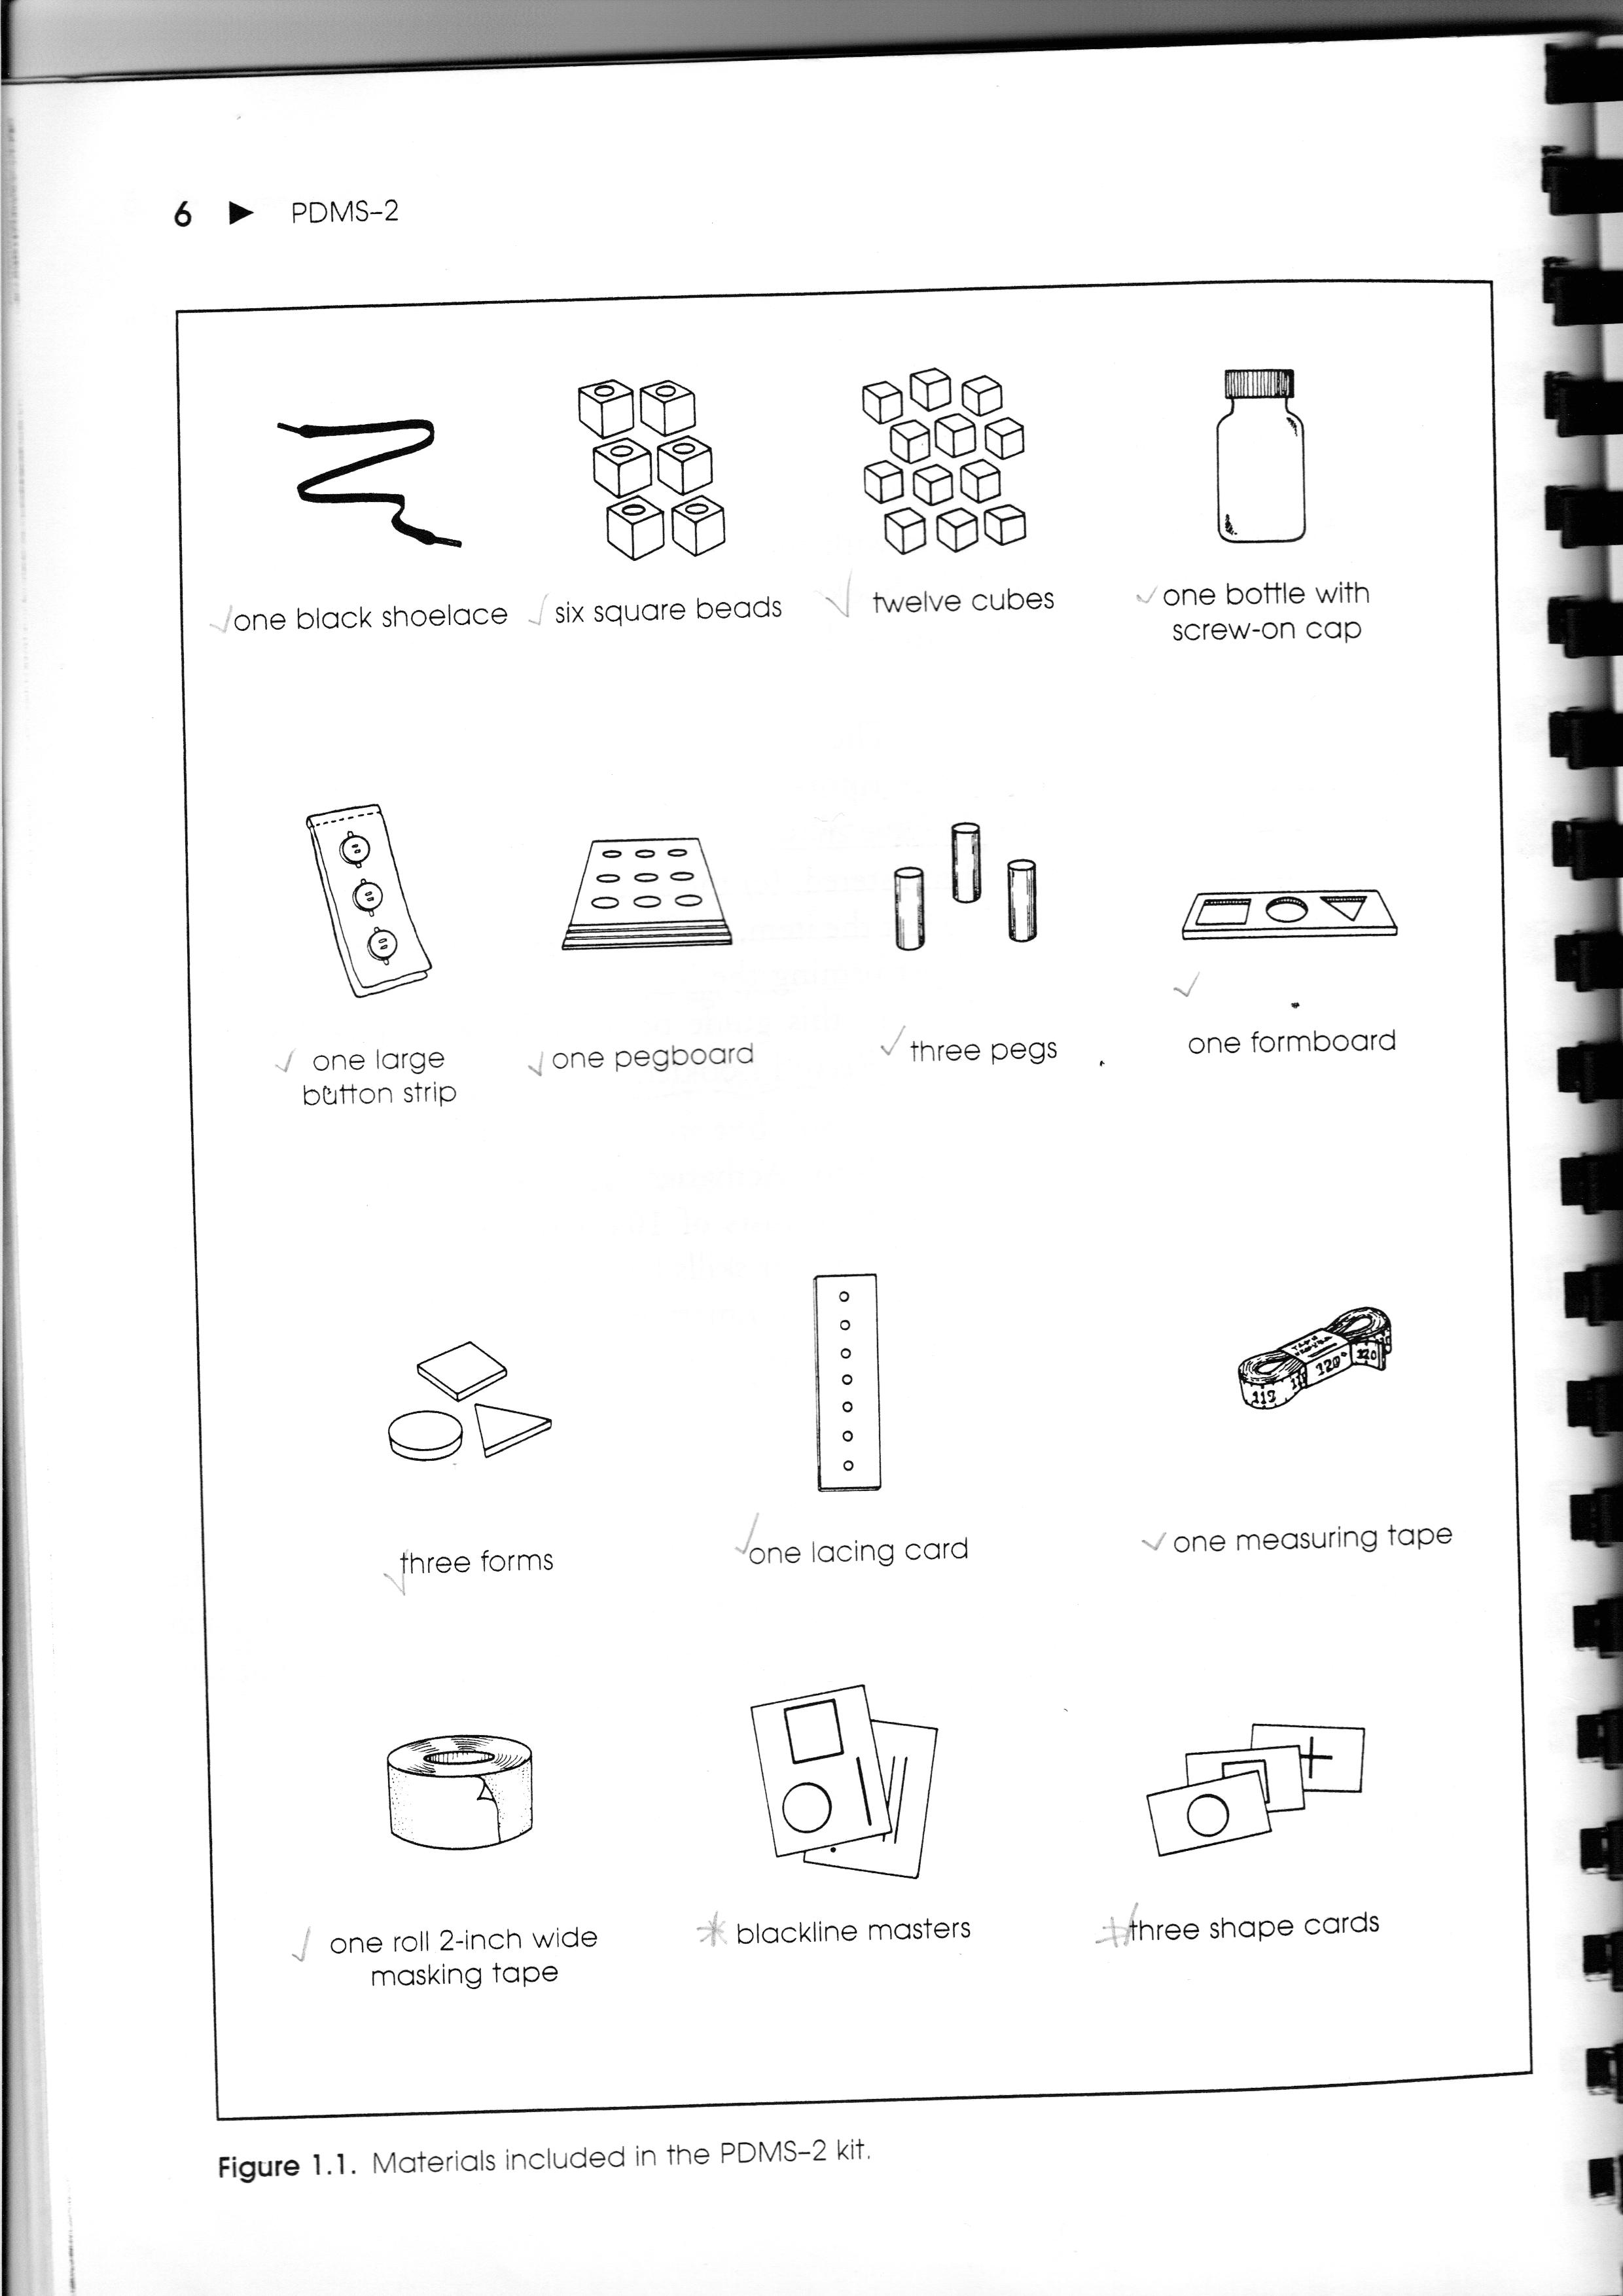 6 ► PDMS–2
one black shoelace
six square beads
twelve cubes
one bottle with
screw-on cap
one large
button strip
one pegboard
three pegs
one formboard
three forms
one lacing card
one measuring tape
one roll 2-inch wide
masking tape
blackline masters
three shape cards
Figure 1.1. Materials included in the PDMS–2 kit.